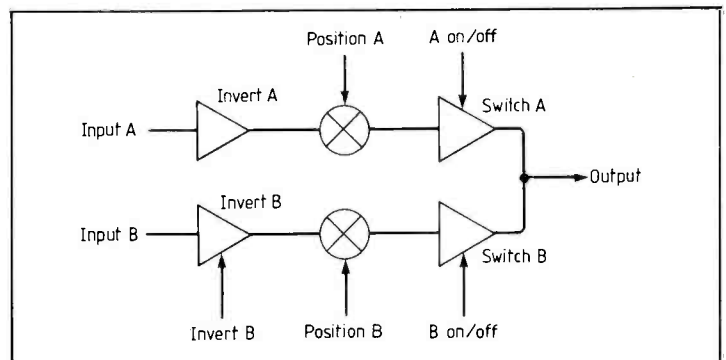 Position A
A on/off
Invert A
Switch A
Input A
Output
Invert B
Input B
Switch B
Invert B
Position B
B on/off